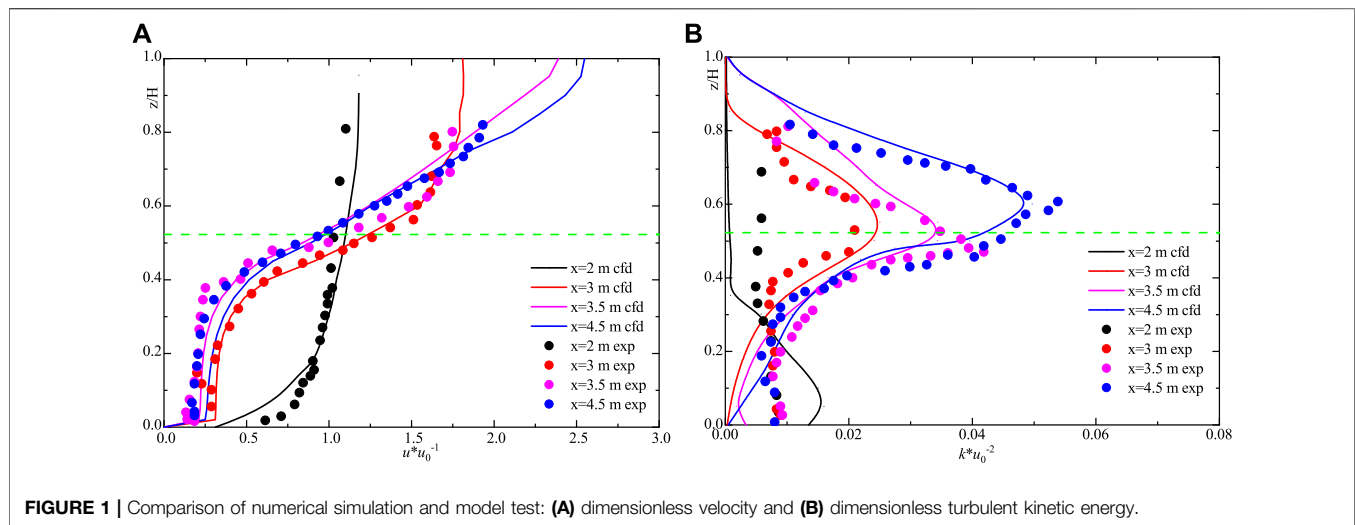 A
B
1.0
0.8
0.6
0.4
0.2
0.0
z/H
x=2 m cfd
x=3 m cfd
x=3.5 m cfd
x=4.5 m cfd
x=2 m exp
x=3 m exp
x=3.5 m exp
x=4.5 m exp
0.0 0.5 1.0 1.5 2.0 2.5 3.0
u*u₀⁻¹
1.0
0.8
0.6
0.4
0.2
0.0
z/H
x=2 m cfd
x=3 m cfd
x=3.5 m cfd
x=4.5 m cfd
x=2 m exp
x=3 m exp
x=3.5 m exp
x=4.5 m exp
0.00 0.02 0.04 0.06 0.08
k*u₀⁻²
FIGURE 1 | Comparison of numerical simulation and model test: (A) dimensionless velocity and (B) dimensionless turbulent kinetic energy.